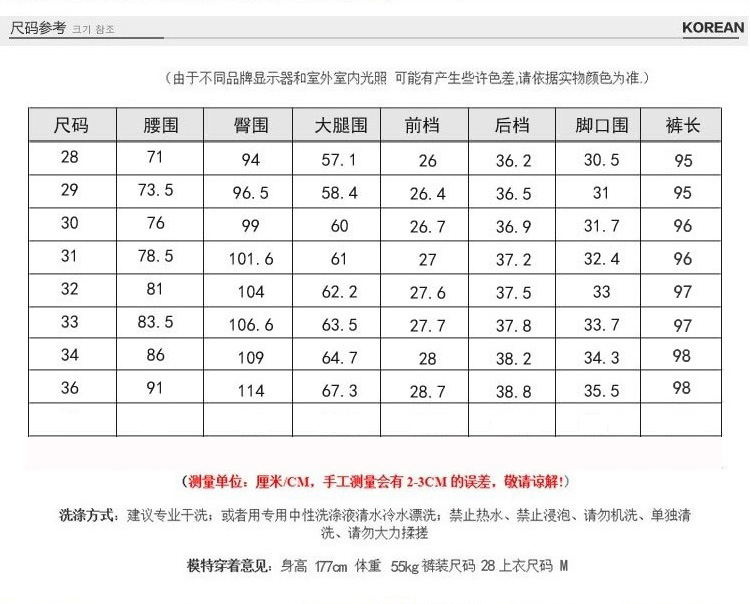 尺码参考 크기 참조 KOREAN
（由于不同品牌显示器和室外室内光照 可能有产生些许色差,请依据实物颜色为准.）
尺码 腰围 臀围 大腿围 前档 后档 脚口围 裤长
28 71 94 57.1 26 36.2 30.5 95
29 73.5 96.5 58.4 26.4 36.5 31 95
30 76 99 60 26.7 36.9 31.7 96
31 78.5 101.6 61 27 37.2 32.4 96
32 81 104 62.2 27.6 37.5 33 97
33 83.5 106.6 63.5 27.7 37.8 33.7 97
34 86 109 64.7 28 38.2 34.3 98
36 91 114 67.3 28.7 38.8 35.5 98
（测量单位：厘米/CM，手工测量会有 2-3CM 的误差，敬请谅解!）
洗涤方式：建议专业干洗；或者用专用中性洗涤液清水冷水漂洗；禁止热水、禁止浸泡、请勿机洗、单独清
洗、请勿大力揉搓
模特穿着意见：身高 177cm 体重 55kg 裤装尺码 28 上衣尺码 M